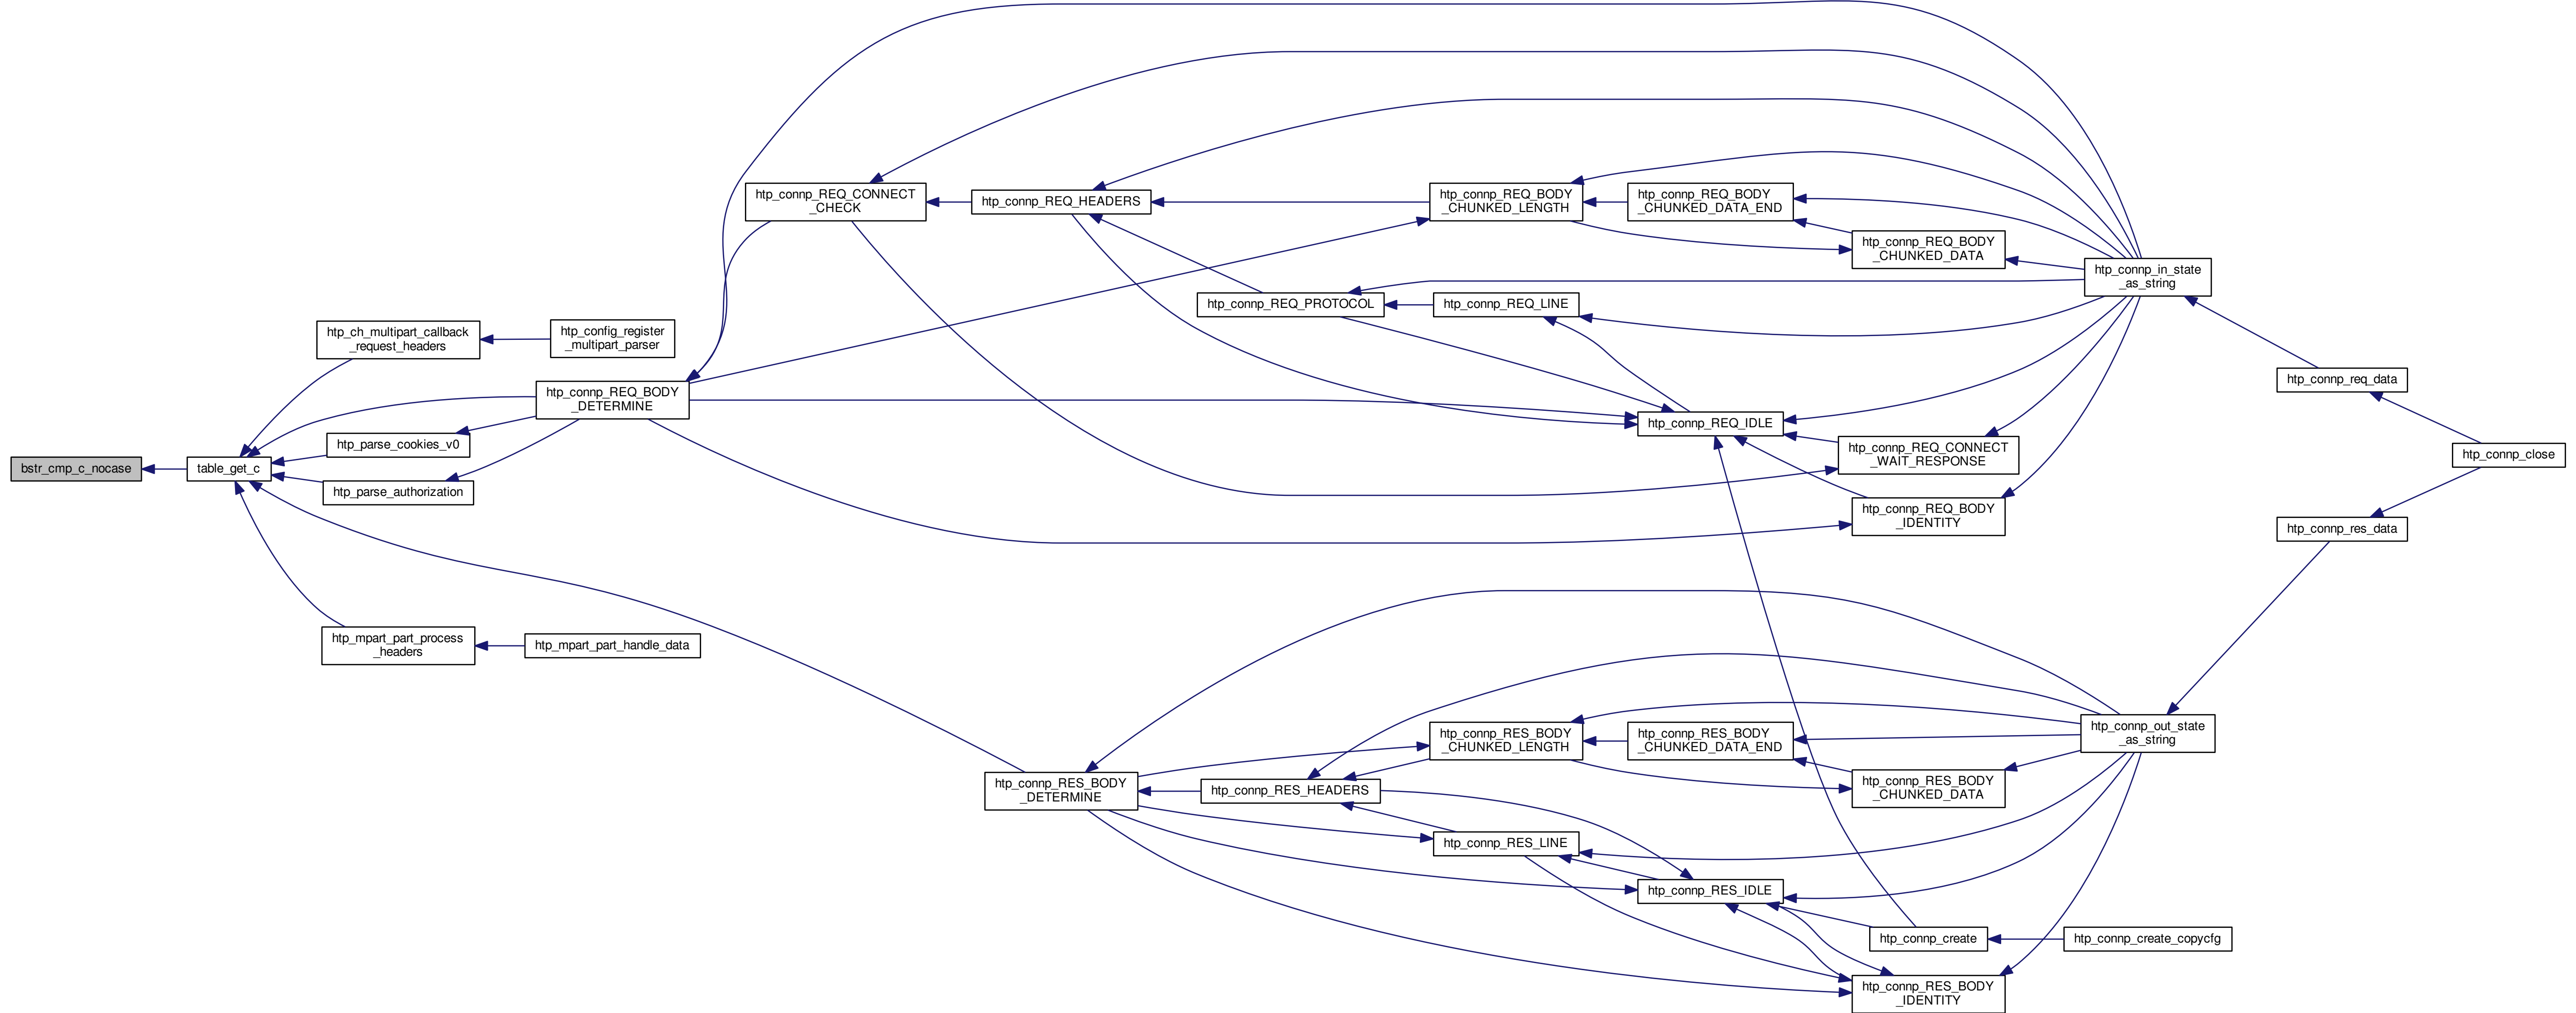 bstr_cmp_c_nocase
table_get_c
htp_ch_multipart_callback
_request_headers
htp_config_register
_multipart_parser
htp_connp_REQ_BODY
_DETERMINE
htp_parse_cookies_v0
htp_parse_authorization
htp_mpart_part_process
_headers
htp_mpart_part_handle_data
htp_connp_REQ_CONNECT
_CHECK
htp_connp_REQ_HEADERS
htp_connp_REQ_BODY
_CHUNKED_LENGTH
htp_connp_REQ_BODY
_CHUNKED_DATA_END
htp_connp_REQ_BODY
_CHUNKED_DATA
htp_connp_in_state
_as_string
htp_connp_REQ_PROTOCOL
htp_connp_REQ_LINE
htp_connp_REQ_IDLE
htp_connp_REQ_CONNECT
_WAIT_RESPONSE
htp_connp_REQ_BODY
_IDENTITY
htp_connp_req_data
htp_connp_close
htp_connp_res_data
htp_connp_RES_BODY
_DETERMINE
htp_connp_RES_HEADERS
htp_connp_RES_BODY
_CHUNKED_LENGTH
htp_connp_RES_BODY
_CHUNKED_DATA_END
htp_connp_RES_BODY
_CHUNKED_DATA
htp_connp_out_state
_as_string
htp_connp_RES_LINE
htp_connp_RES_IDLE
htp_connp_create
htp_connp_create_copycfg
htp_connp_RES_BODY
_IDENTITY